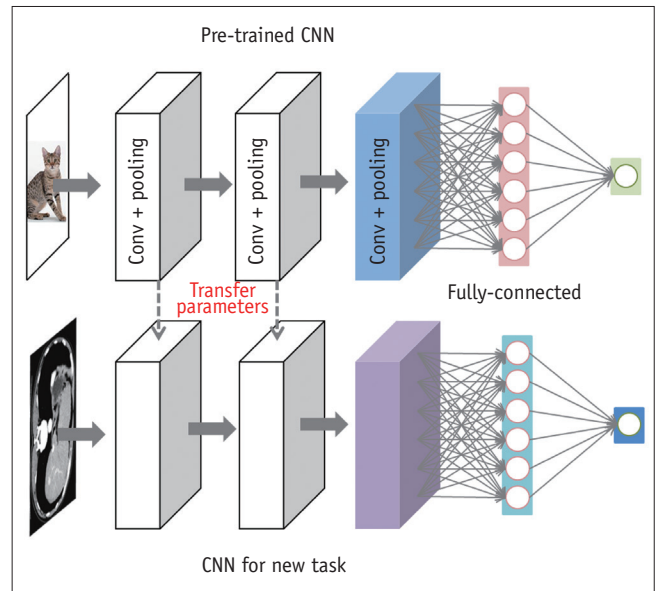 Pre-trained CNN
Conv + pooling
Conv + pooling
Conv + pooling
Transfer
parameters
Fully-connected
CNN for new task